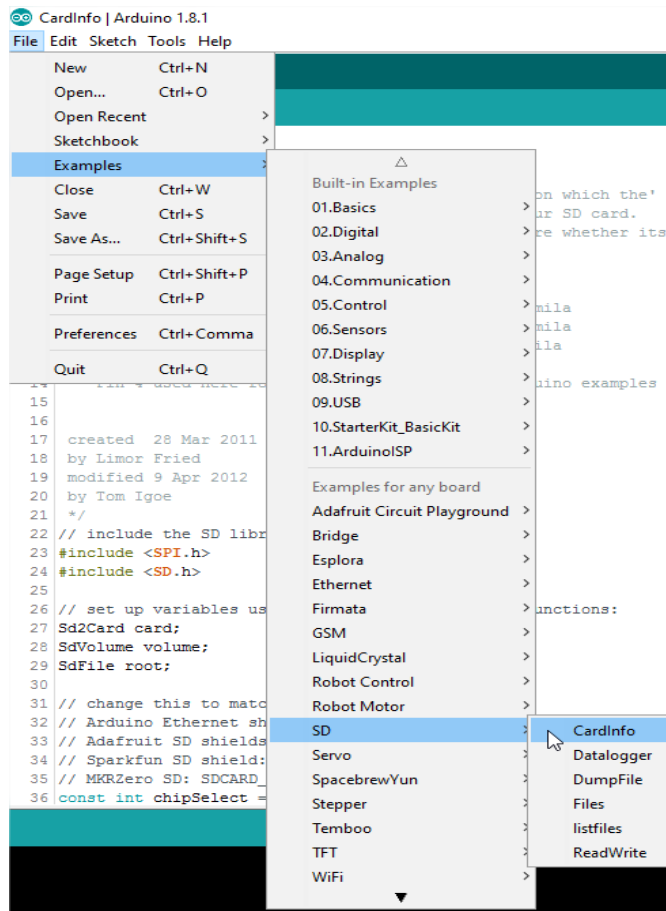 CardInfo | Arduino 1.8.1
File Edit Sketch Tools Help
New Ctrl+N
Open... Ctrl+O
Open Recent
Sketchbook
Examples
Close Ctrl+W
Save Ctrl+S
Save As... Ctrl+Shift+S
Page Setup Ctrl+Shift+P
Print Ctrl+P
Preferences Ctrl+Comma
Quit Ctrl+Q
Built-in Examples
01.Basics
02.Digital
03.Analog
04.Communication
05.Control
06.Sensors
07.Display
08.Strings
09.USB
10.StarterKit_BasicKit
11.ArduinoISP
Examples for any board
Adafruit Circuit Playground
Bridge
Esplora
Ethernet
Firmata
GSM
LiquidCrystal
Robot Control
Robot Motor
SD
Servo
SpacebrewYun
Stepper
Temboo
TFT
WiFi
CardInfo
Datalogger
DumpFile
Files
listfiles
ReadWrite
on which the'
ur SD card.
re whether its
mila
mila
ila
uino examples
15
16
17 created 28 Mar 2011
18 by Limor Fried
19 modified 9 Apr 2012
20 by Tom Igoe
21 */
22 // include the SD libr
23 #include <SPI.h>
24 #include <SD.h>
25
26 // set up variables us unctions:
27 Sd2Card card;
28 SdVolume volume;
29 SdFile root;
30
31 // change this to matc
32 // Arduino Ethernet sh
33 // Adafruit SD shields
34 // Sparkfun SD shield:
35 // MKRZero SD: SDCARD_
36 const int chipSelect =